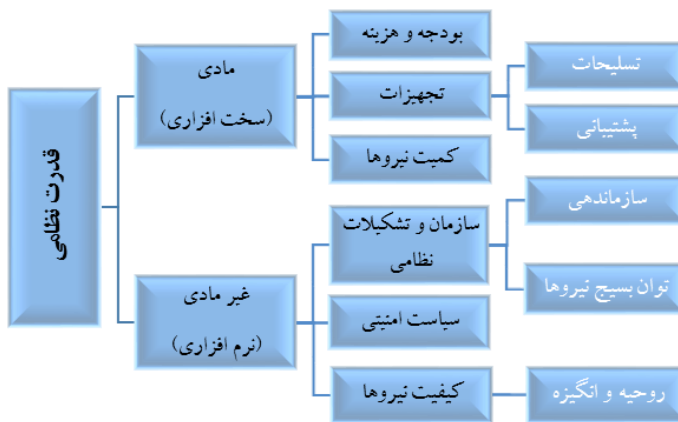 قدرت نظامی
مادی
(سخت افزاری)
بودجه و هزینه
تجهیزات
تسلیحات
پشتیبانی
کمیت نیروها
غیر مادی
(نرم افزاری)
سازمان و تشکیلات
نظامی
سازماندهی
توان بسیج نیروها
سیاست امنیتی
کیفیت نیروها
روحیه و انگیزه